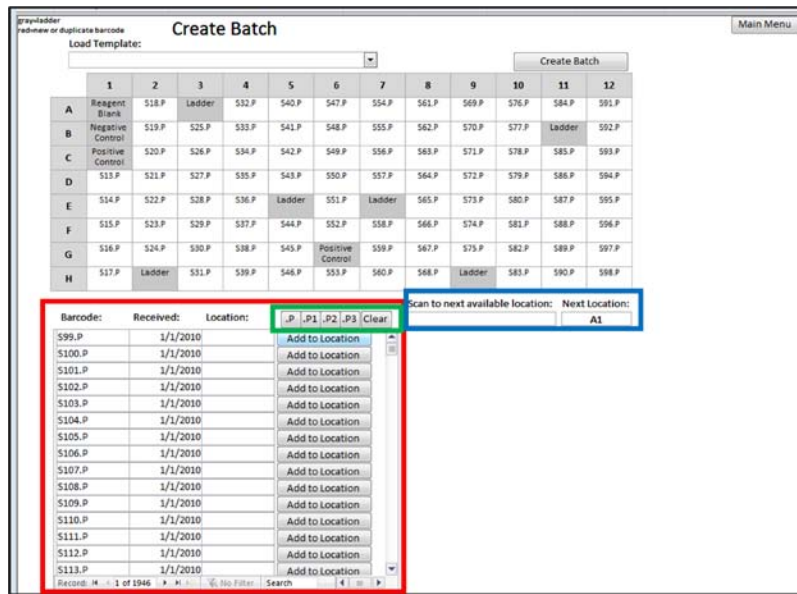 gray=ladder
red=new or duplicate barcode
Create Batch
Main Menu
Load Template:
Create Batch
1 2 3 4 5 6 7 8 9 10 11 12
A Reagent Blank S18.P Ladder S32.P S40.P S47.P S54.P S61.P S69.P S76.P S84.P S91.P
B Negative Control S19.P S25.P S33.P S41.P S48.P S55.P S62.P S70.P S77.P Ladder S92.P
C Positive Control S20.P S26.P S34.P S42.P S49.P S56.P S63.P S71.P S78.P S85.P S93.P
D S13.P S21.P S27.P S35.P S43.P S50.P S57.P S64.P S72.P S79.P S86.P S94.P
E S14.P S22.P S28.P S36.P Ladder S51.P Ladder S65.P S73.P S80.P S87.P S95.P
F S15.P S23.P S29.P S37.P S44.P S52.P S58.P S66.P S74.P S81.P S88.P S96.P
G S16.P S24.P S30.P S38.P S45.P Positive Control S59.P S67.P S75.P S82.P S89.P S97.P
H S17.P Ladder S31.P S39.P S46.P S53.P S60.P S68.P Ladder S83.P S90.P S98.P
Scan to next available location: Next Location:
A1
Barcode: Received: Location: .P .P1 .P2 .P3 Clear
S99.P 1/1/2010 Add to Location
S100.P 1/1/2010 Add to Location
S101.P 1/1/2010 Add to Location
S102.P 1/1/2010 Add to Location
S103.P 1/1/2010 Add to Location
S104.P 1/1/2010 Add to Location
S105.P 1/1/2010 Add to Location
S106.P 1/1/2010 Add to Location
S107.P 1/1/2010 Add to Location
S108.P 1/1/2010 Add to Location
S109.P 1/1/2010 Add to Location
S110.P 1/1/2010 Add to Location
S111.P 1/1/2010 Add to Location
S112.P 1/1/2010 Add to Location
S113.P 1/1/2010 Add to Location
Record: 1 of 1946 No Filter Search